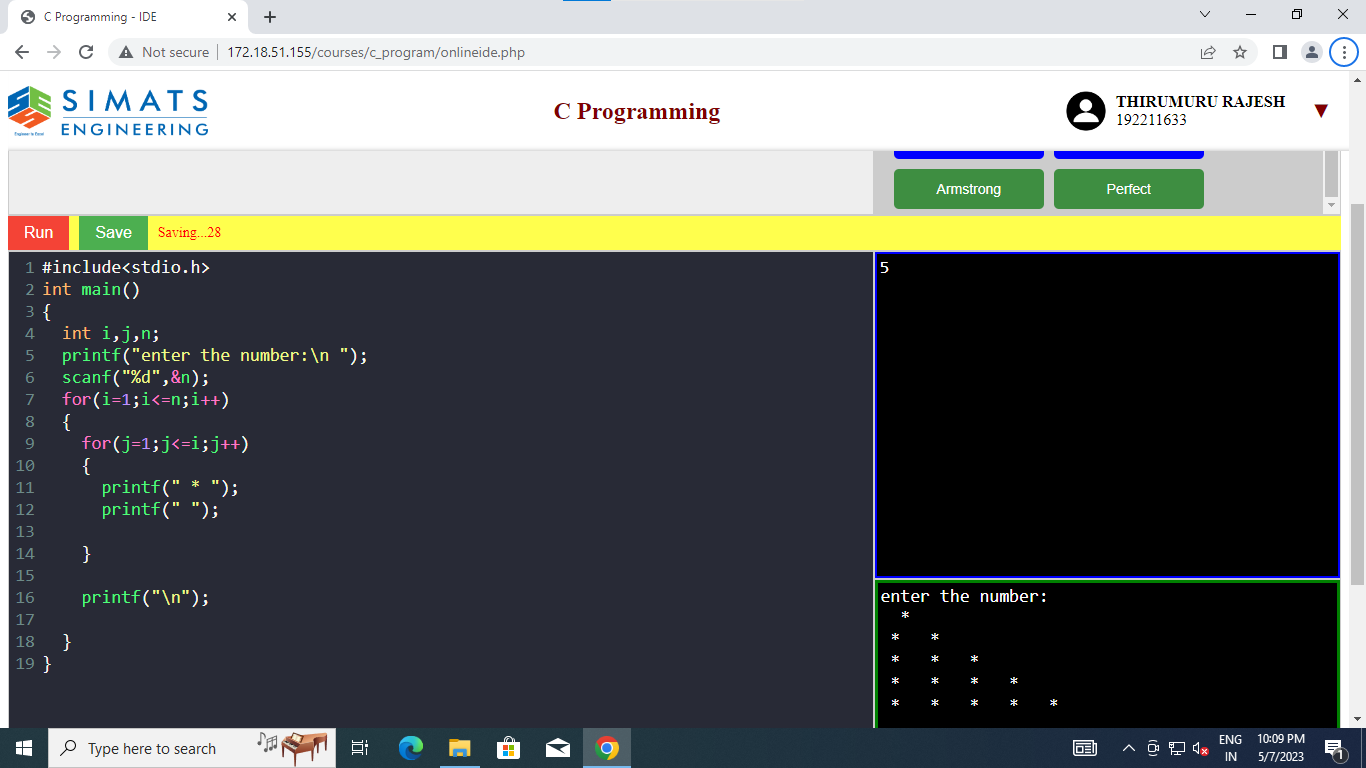 C Programming - IDE
Not secure
172.18.51.155/courses/c_program/onlineide.php
SIMATS
ENGINEERING
Engineer to Excel
C Programming
THIRUMURU RAJESH
192211633
Armstrong
Perfect
Run
Save
Saving...28
1 #include<stdio.h>
2 int main()
3 {
4   int i,j,n;
5   printf("enter the number:\n ");
6   scanf("%d",&n);
7   for(i=1;i<=n;i++)
8   {
9     for(j=1;j<=i;j++)
10     {
11       printf(" * ");
12       printf(" ");
13
14     }
15
16     printf("\n");
17
18   }
19 }
5
enter the number:
  *
 *   *
 *   *   *
 *   *   *   *
 *   *   *   *   *
Type here to search
ENG
IN
10:09 PM
5/7/2023
1